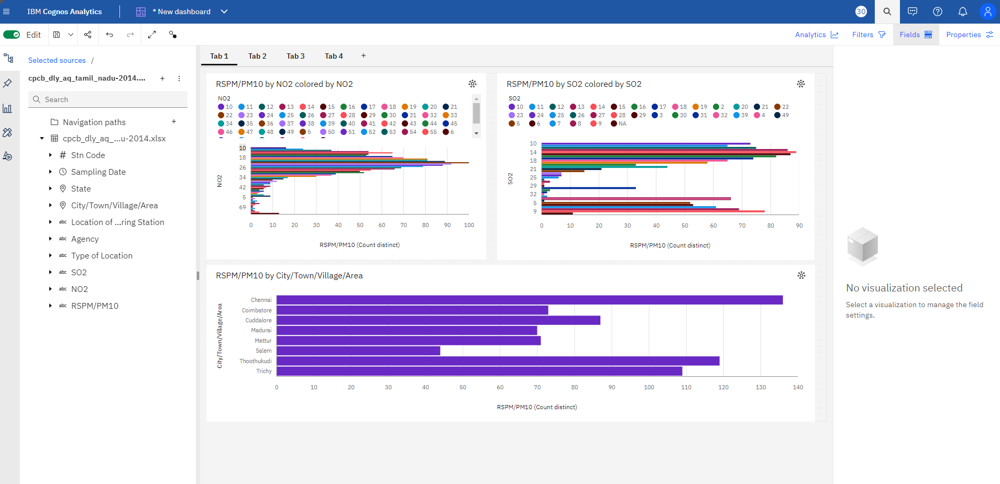 IBM Cognos Analytics
* New dashboard
30
Edit
Analytics
Filters
Fields
Properties
Selected sources /
cpcb_dly_aq_tamil_nadu-2014....
Search
Navigation paths
cpcb_dly_aq_...u-2014.xlsx
Stn Code
Sampling Date
State
City/Town/Village/Area
abc Location of ...ring Station
abc Agency
abc Type of Location
abc SO2
abc NO2
abc RSPM/PM10
Tab 1 Tab 2 Tab 3 Tab 4 +
RSPM/PM10 by NO2 colored by NO2
NO2
10 11 12 13 14 15 16 17 18 19 20 21
22 23 24 25 26 27 28 29 30 31 32 33
34 35 36 37 38 39 40 41 42 43 44 45
46 47 48 49 5 50 51 52 53 54 55 6
NO2
10
18
26
34
42
5
69
0 10 20 30 40 50 60 70 80 90 100
RSPM/PM10 (Count distinct)
RSPM/PM10 by SO2 colored by SO2
SO2
10 11 12 13 14 15 16 17 18 19 2 20 21 22
23 24 25 26 27 28 29 3 30 31 32 39 4 49
5 6 7 8 9 NA
SO2
10
14
18
21
25
29
32
5
9
0 10 20 30 40 50 60 70 80 90
RSPM/PM10 (Count distinct)
RSPM/PM10 by City/Town/Village/Area
City/Town/Village/Area
Chennai
Coimbatore
Cuddalore
Madurai
Mettur
Salem
Thoothukudi
Trichy
0 10 20 30 40 50 60 70 80 90 100 110 120 130 140
RSPM/PM10 (Count distinct)
No visualization selected
Select a visualization to manage the field
settings.